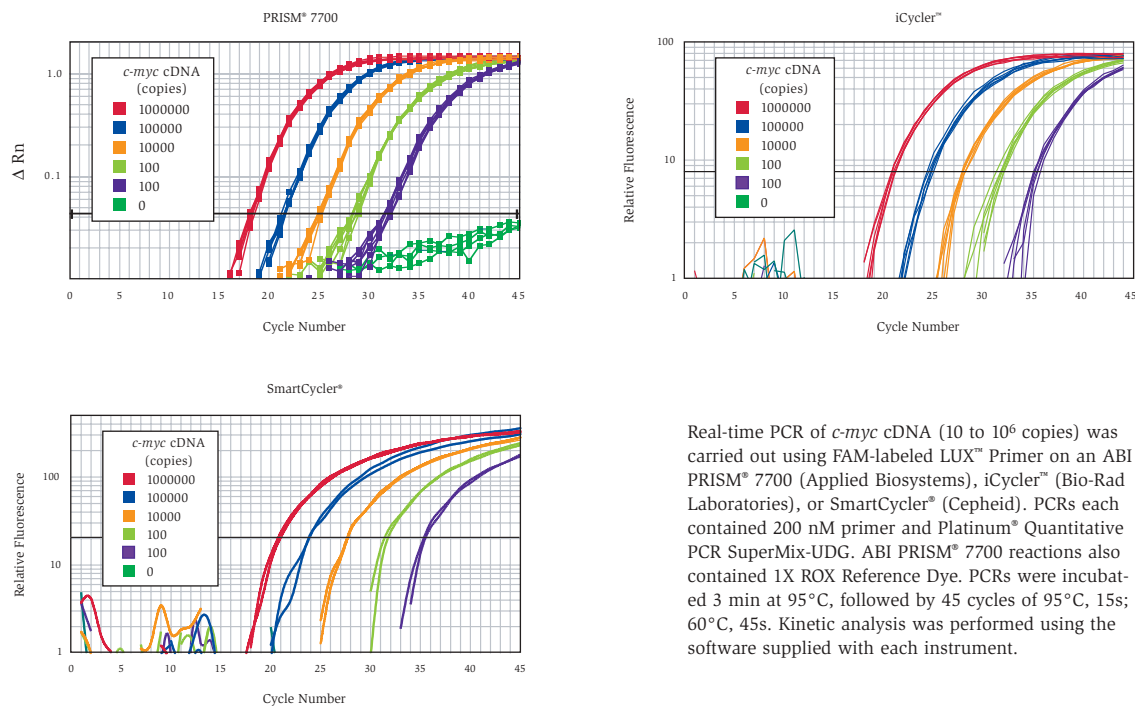 PRISM® 7700
c-myc cDNA
(copies)
1000000
100000
10000
100
100
0
Δ Rn
1.0
0.1
0 5 10 15 20 25 30 35 40 45
Cycle Number
iCycler™
c-myc cDNA
(copies)
1000000
100000
10000
100
100
0
Relative Fluorescence
100
10
1
0 5 10 15 20 25 30 35 40 45
Cycle Number
SmartCycler®
c-myc cDNA
(copies)
1000000
100000
10000
100
100
0
Relative Fluorescence
100
10
1
0 5 10 15 20 25 30 35 40 45
Cycle Number
Real-time PCR of c-myc cDNA (10 to 10⁶ copies) was
carried out using FAM-labeled LUX™ Primer on an ABI
PRISM® 7700 (Applied Biosystems), iCycler™ (Bio-Rad
Laboratories), or SmartCycler® (Cepheid). PCRs each
contained 200 nM primer and Platinum® Quantitative
PCR SuperMix-UDG. ABI PRISM® 7700 reactions also
contained 1X ROX Reference Dye. PCRs were incubat-
ed 3 min at 95°C, followed by 45 cycles of 95°C, 15s;
60°C, 45s. Kinetic analysis was performed using the
software supplied with each instrument.